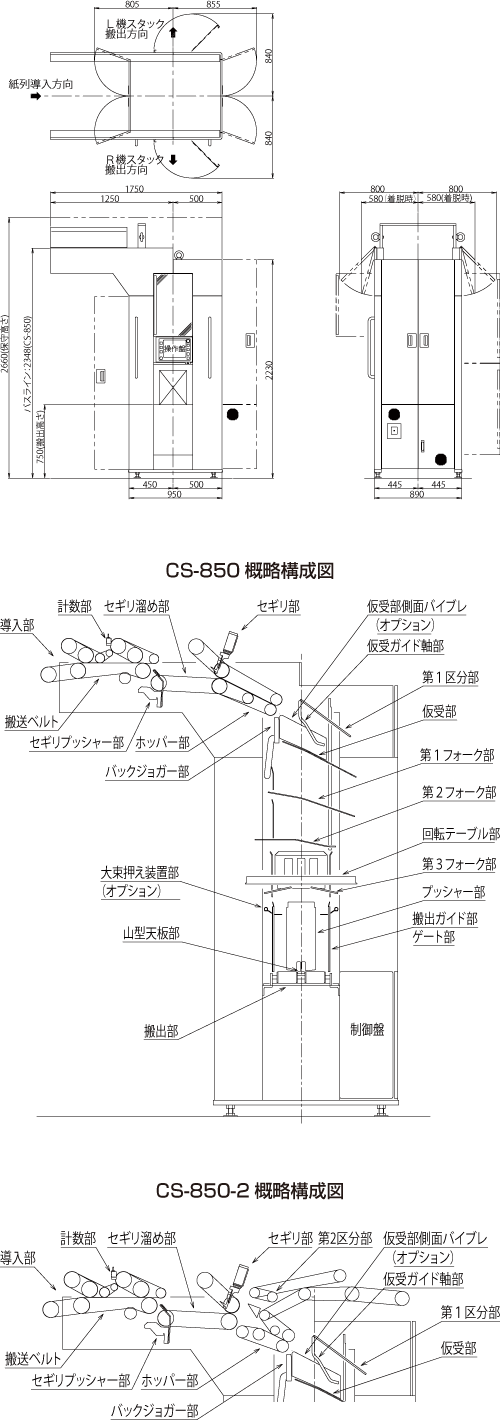 805
855
L機スタック
搬出方向
840
紙列導入方向
840
R機スタック
搬出方向
1750
1250
500
800
800
580(着脱時)
580(着脱時)
2660(保守高さ)
パスライン:2348(CS-850)
750(搬出高さ)
操作盤
2230
450
500
950
445
445
890
CS-850 概略構成図
計数部
セギリ溜め部
セギリ部
仮受部側面バイブレ
(オプション)
導入部
仮受ガイド軸部
第1区分部
搬送ベルト
仮受部
セギリプッシャー部
ホッパー部
バックジョガー部
第1フォーク部
第2フォーク部
回転テーブル部
大束押え装置部
(オプション)
第3フォーク部
プッシャー部
搬出ガイド部
ゲート部
山型天板部
搬出部
制御盤
CS-850-2 概略構成図
計数部
セギリ溜め部
セギリ部
第2区分部
仮受部側面バイブレ
(オプション)
導入部
仮受ガイド軸部
第1区分部
仮受部
搬送ベルト
セギリプッシャー部
ホッパー部
バックジョガー部